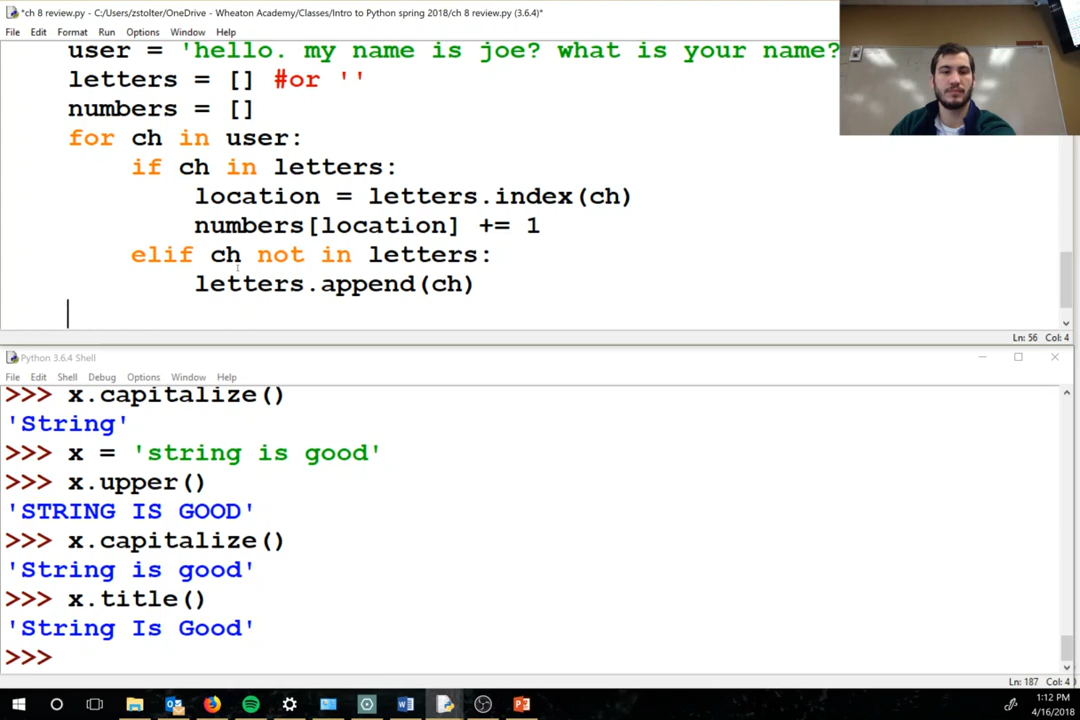 *ch 8 review.py - C:/Users/zstolter/OneDrive - Wheaton Academy/Classes/Intro to Python spring 2018/ch 8 review.py (3.6.4)*
File Edit Format Run Options Window Help
user = 'hello. my name is joe? what is your name?
letters = [] #or ''
numbers = []
for ch in user:
if ch in letters:
location = letters.index(ch)
numbers[location] += 1
elif ch not in letters:
letters.append(ch)
Ln: 56 Col: 4
Python 3.6.4 Shell
File Edit Shell Debug Options Window Help
>>> x.capitalize()
'String'
>>> x = 'string is good'
>>> x.upper()
'STRING IS GOOD'
>>> x.capitalize()
'String is good'
>>> x.title()
'String Is Good'
>>>
Ln: 187 Col: 4
1:12 PM
4/16/2018